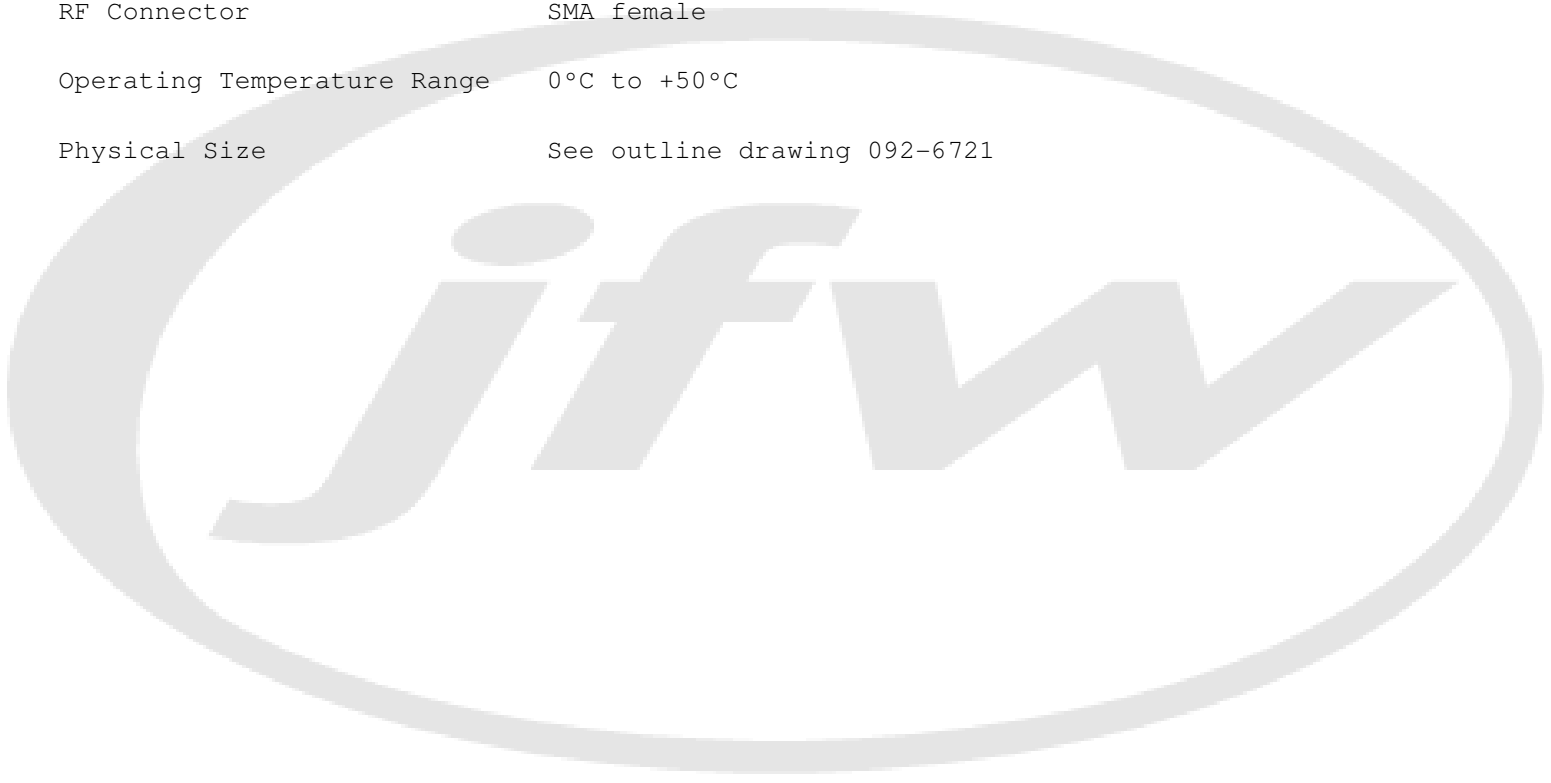 RF Connector SMA female
Operating Temperature Range 0°C to +50°C
Physical Size See outline drawing 092-6721
jfw